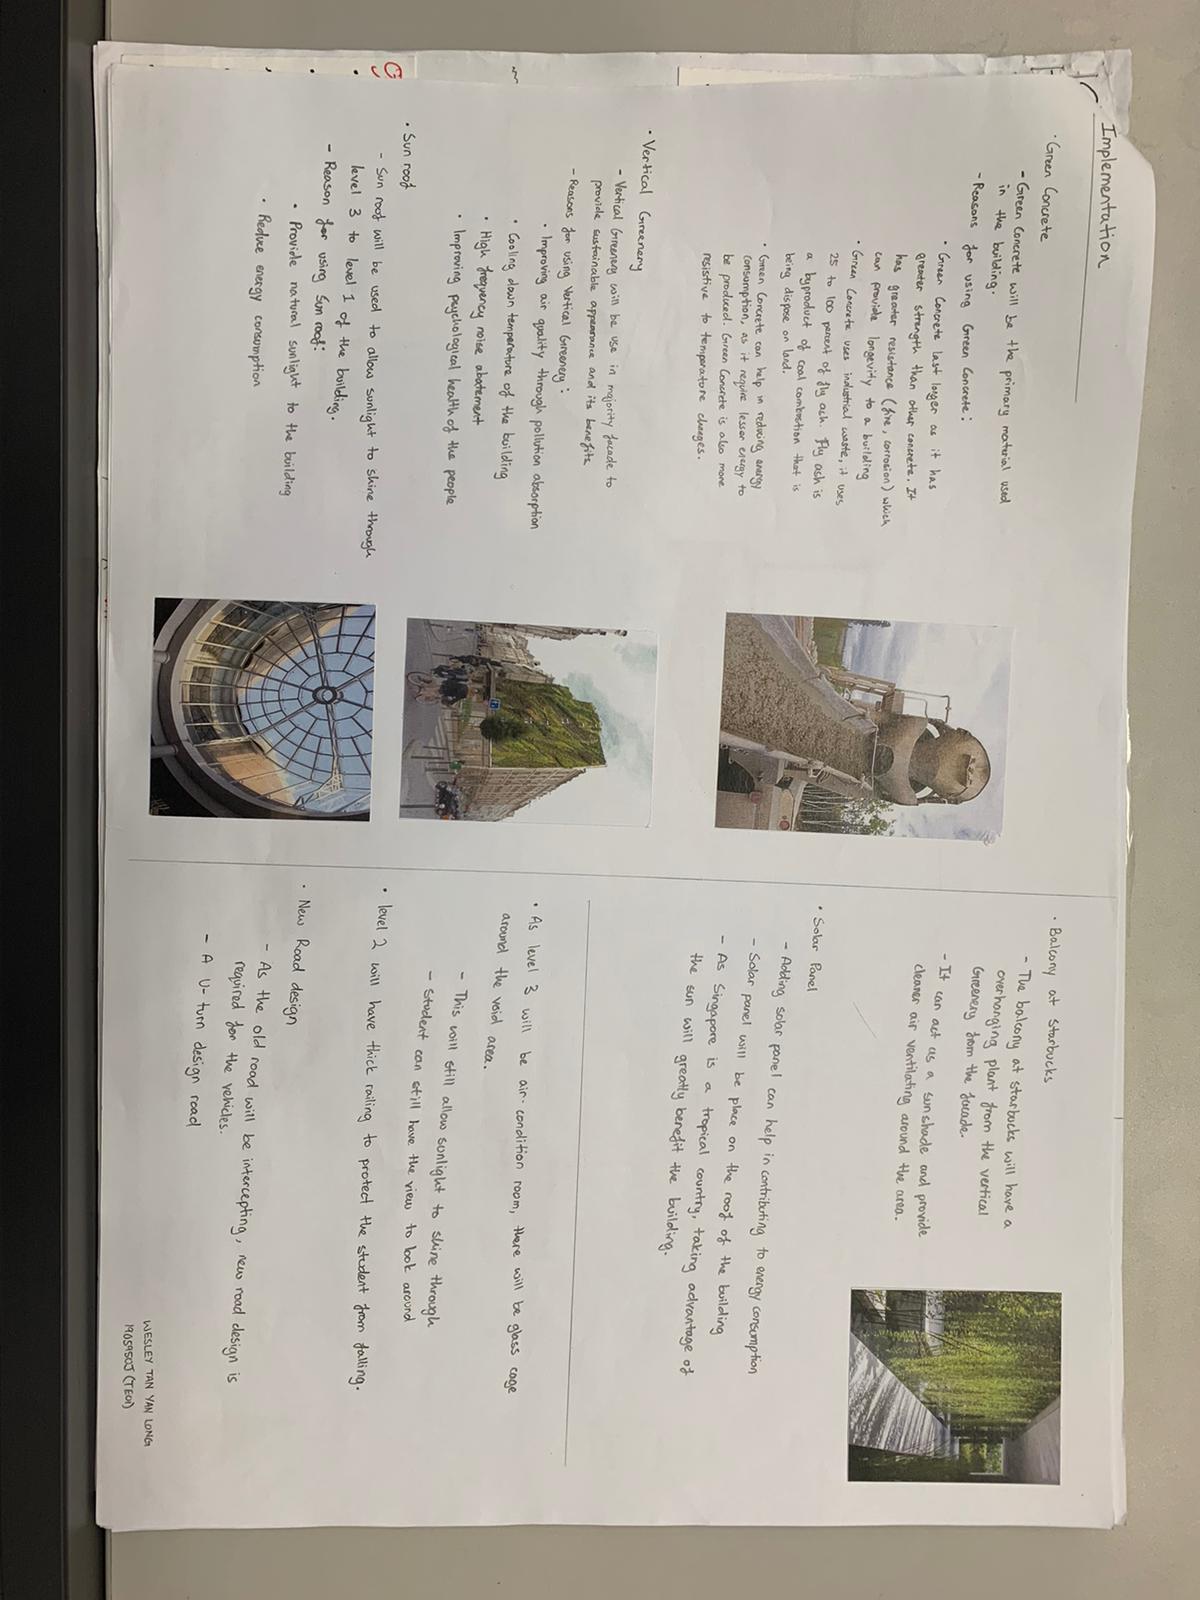 Implementation
• Green Concrete
- Green Concrete will be the primary material used
in the building.
- Reasons for using Green Concrete:
• Green Concrete last longer as it has
greater strength than other concrete. It
has greater resistance (fire, corrosion) which
can provide longevity to a building
• Green Concrete uses industrial waste, it uses
25 to 100 percent of fly ash. Fly ash is
a byproduct of coal combustion that is
being dispose on land.
• Green Concrete can help in reducing energy
consumption, as it require lesser energy to
be produced. Green Concrete is also more
resistive to temperature changes.
• Vertical Greenery
- Vertical Greenery will be use in majority facade to
provide sustainable appearance and its benefits.
- Reasons for using Vertical Greenery:
• Improving air quality through pollution absorption
• Cooling down temperature of the building
• High frequency noise abatement
• Improving psychological health of the people
• Sun roof
- Sun roof will be used to allow sunlight to shine through
level 3 to level 1 of the building.
- Reason for using Sun roof:
• Provide natural sunlight to the building
• Reduce energy consumption
• Balcony at Starbucks
- The balcony at starbucks will have a
overhanging plant from the vertical
Greenery from the facade.
- It can act as a sunshade and provide
cleaner air ventilating around the area.
• Solar Panel
- Adding solar panel can help in contributing to energy consumption
- Solar panel will be place on the roof of the building
- As Singapore is a tropical country, taking advantage of
the sun will greatly benefit the building.
• As level 3 will be air-condition room, there will be glass cage
around the void area.
- This will still allow sunlight to shine through
- Student can still have the view to look around
• level 2 will have thick railing to protect the student from falling.
• New Road design
- As the old road will be intercepting, new road design is
required for the vehicles.
- A U-turn design road
WESLEY TAN YAN LONG
1905950J (TE01)